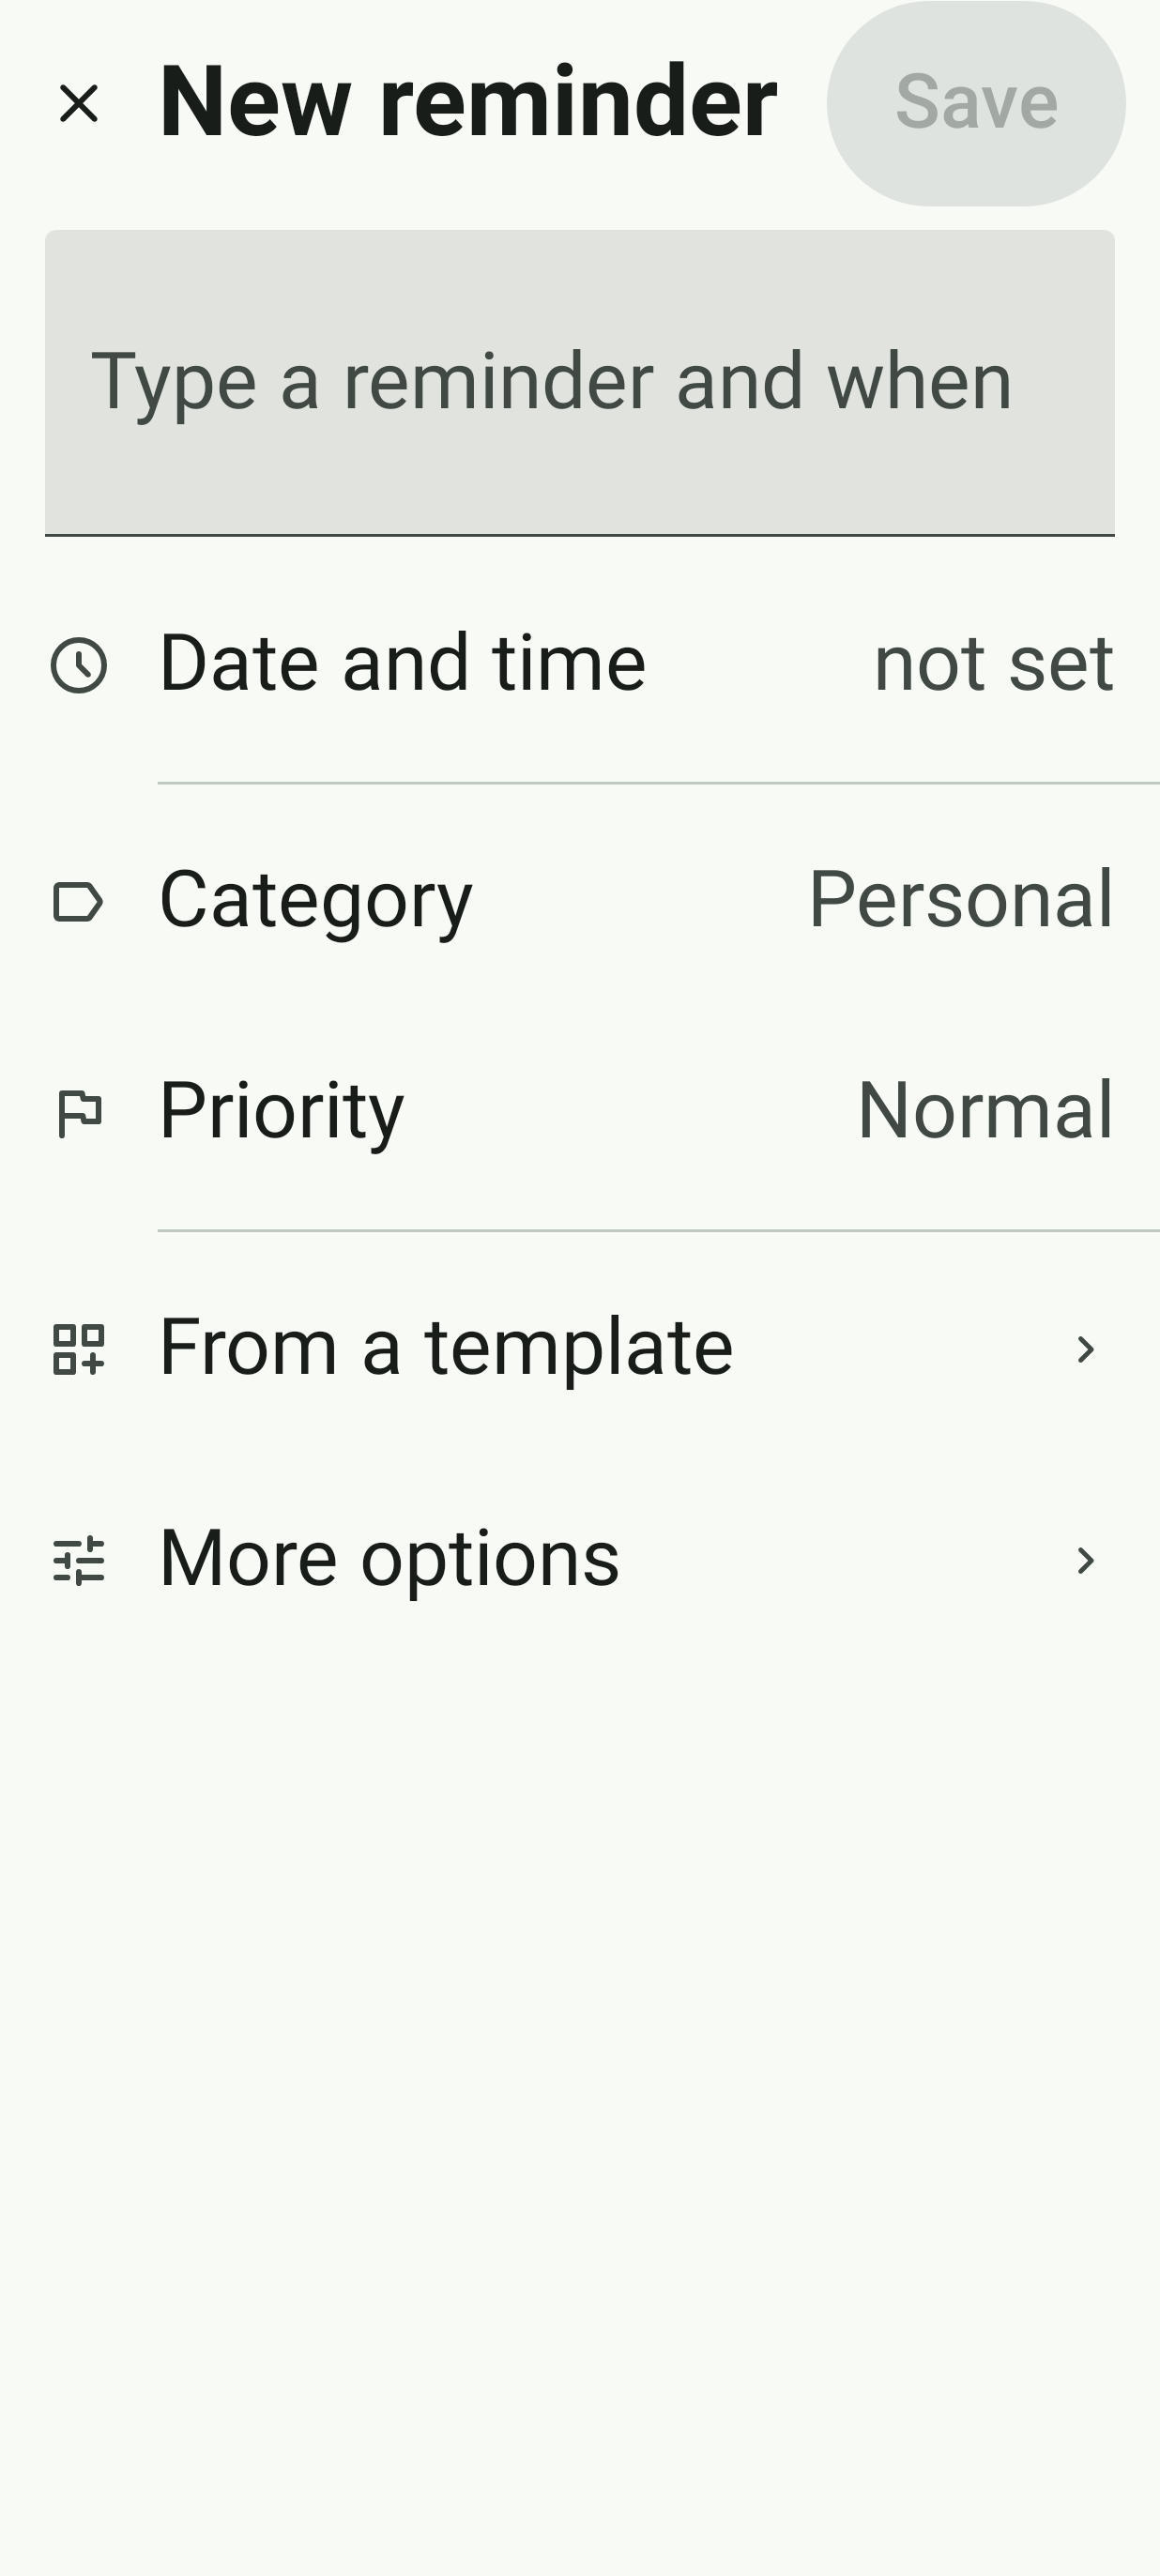 New reminder
Save
Type a reminder and when
Date and time
not set
Category
Personal
Priority
Normal
From a template
More options